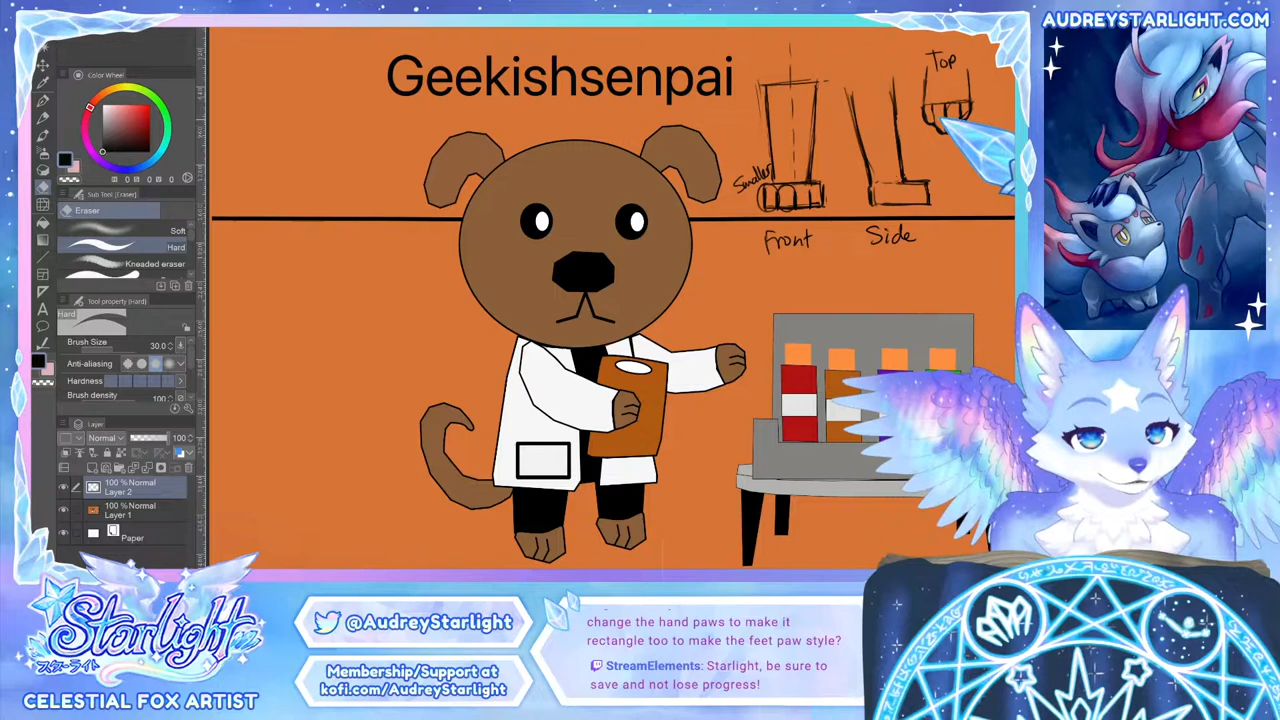 AUDREYSTARLIGHT.COM
Color Wheel
Geekishsenpai
Top
Smaller
Front
Side
Sub Tool [Eraser]
Eraser
Soft
Hard
Kneaded eraser
Tool property [Hard]
Hard
Brush Size
30.0
Anti-aliasing
Hardness
Brush density
100
Layer
Normal
100
100 % Normal
Layer 2
100 % Normal
Layer 1
Paper
Starlight
スターライト
CELESTIAL FOX ARTIST
@AudreyStarlight
Membership/Support at
kofi.com/AudreyStarlight
change the hand paws to make it
rectangle too to make the feet paw style?
StreamElements: Starlight, be sure to
save and not lose progress!